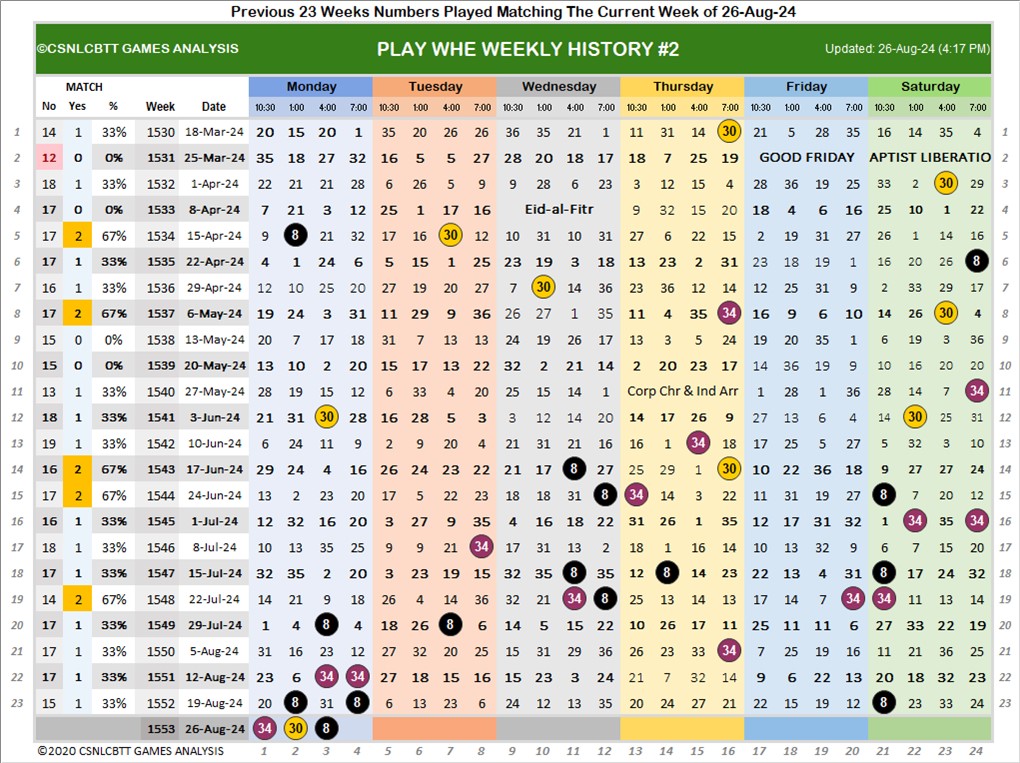 Previous 23 Weeks Numbers Played Matching The Current Week of 26-Aug-24
©CSNLCBTT GAMES ANALYSIS PLAY WHE WEEKLY HISTORY #2 Updated: 26-Aug-24 (4:17 PM)
MATCH Monday Tuesday Wednesday Thursday Friday Saturday
No Yes % Week Date 10:30 1:00 4:00 7:00 10:30 1:00 4:00 7:00 10:30 1:00 4:00 7:00 10:30 1:00 4:00 7:00 10:30 1:00 4:00 7:00 10:30 1:00 4:00 7:00
1 14 1 33% 1530 18-Mar-24 20 15 20 1 35 20 26 26 36 35 21 1 11 31 14 30 21 5 28 35 16 14 35 4 1
2 12 0 0% 1531 25-Mar-24 35 18 27 32 16 5 5 27 28 20 18 17 18 7 25 19 GOOD FRIDAY APTIST LIBERATIO 2
3 18 1 33% 1532 1-Apr-24 22 21 21 28 6 26 5 9 9 28 6 23 3 12 15 4 28 36 19 25 33 2 30 29 3
4 17 0 0% 1533 8-Apr-24 7 21 3 12 25 1 17 16 Eid-al-Fitr 9 32 15 20 18 4 6 16 25 10 1 22 4
5 17 2 67% 1534 15-Apr-24 9 8 21 32 17 16 30 12 10 31 10 31 27 6 22 15 2 19 31 27 26 1 14 16 5
6 17 1 33% 1535 22-Apr-24 4 1 24 6 5 15 1 25 23 19 3 18 13 23 2 31 23 18 19 1 16 20 26 8 6
7 16 1 33% 1536 29-Apr-24 12 10 25 20 27 19 20 27 7 30 14 36 23 36 12 14 12 25 31 9 2 33 29 17 7
8 17 2 67% 1537 6-May-24 19 24 3 31 11 29 9 36 26 27 1 35 11 4 35 34 16 9 6 10 14 26 30 4 8
9 15 0 0% 1538 13-May-24 20 7 17 18 31 7 13 13 24 19 26 17 13 3 5 24 19 20 35 1 6 19 3 36 9
10 15 0 0% 1539 20-May-24 13 10 2 20 15 17 13 22 32 2 21 14 2 20 23 17 14 36 19 9 10 16 20 20 10
11 13 1 33% 1540 27-May-24 28 19 15 12 6 33 4 20 25 15 14 1 Corp Chr & Ind Arr 1 28 1 36 28 14 7 34 11
12 18 1 33% 1541 3-Jun-24 21 31 30 28 16 28 5 3 3 12 14 20 14 17 26 9 27 13 6 4 14 30 22 20 12
13 19 1 33% 1542 10-Jun-24 6 24 11 9 2 9 20 4 21 31 21 16 16 1 34 18 17 25 5 27 5 32 3 10 13
14 16 2 67% 1543 17-Jun-24 29 24 4 16 26 24 23 22 21 17 8 27 25 29 1 30 10 22 36 18 9 27 27 24 14
15 17 2 67% 1544 24-Jun-24 13 2 23 20 17 5 22 23 18 18 31 8 34 14 3 22 11 31 19 27 8 7 20 12 15
16 16 1 33% 1545 1-Jul-24 12 32 16 20 3 27 9 35 4 16 18 22 31 26 1 35 12 17 31 32 1 34 35 34 16
17 18 1 33% 1546 8-Jul-24 10 13 35 25 9 9 21 34 17 31 13 2 18 1 16 14 10 13 32 9 6 7 15 20 17
18 17 1 33% 1547 15-Jul-24 32 35 2 20 3 23 19 15 32 35 8 35 12 8 14 23 22 13 4 31 8 17 24 32 18
19 14 2 67% 1548 22-Jul-24 14 21 9 18 26 4 14 36 32 21 34 8 25 13 14 13 17 14 7 34 34 11 13 14 19
20 17 1 33% 1549 29-Jul-24 1 4 8 4 18 26 8 6 14 5 15 22 10 26 17 11 25 11 11 6 27 33 22 19 20
21 17 1 33% 1550 5-Aug-24 31 16 23 12 27 32 20 25 15 31 29 36 26 23 33 34 7 25 19 16 11 21 36 25 21
22 17 1 33% 1551 12-Aug-24 23 6 34 34 27 18 15 16 15 23 3 24 21 7 32 14 9 6 22 13 20 18 32 23 22
23 15 1 33% 1552 19-Aug-24 20 8 31 8 6 13 23 6 24 12 13 35 20 24 27 21 22 15 19 12 8 23 33 24 23
1553 26-Aug-24 34 30 8
©2020 CSNLCBTT GAMES ANALYSIS 1 2 3 4 5 6 7 8 9 10 11 12 13 14 15 16 17 18 19 20 21 22 23 24